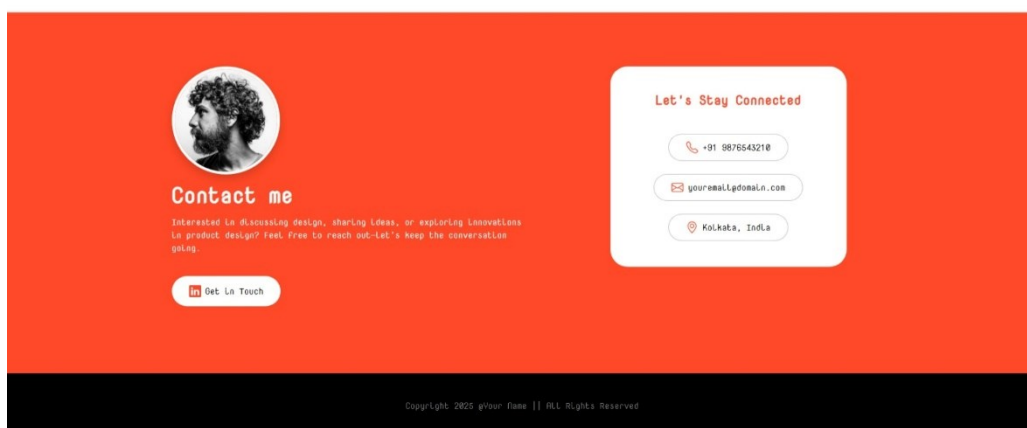 Contact me
Interested in discussing design, sharing ideas, or exploring innovations
in product design? Feel free to reach out-let's keep the conversation
going.
in Get in Touch
Let's Stay Connected
+91 9876543210
youremail@domain.com
Kolkata, India
Copyright 2025 @Your Name || All Rights Reserved